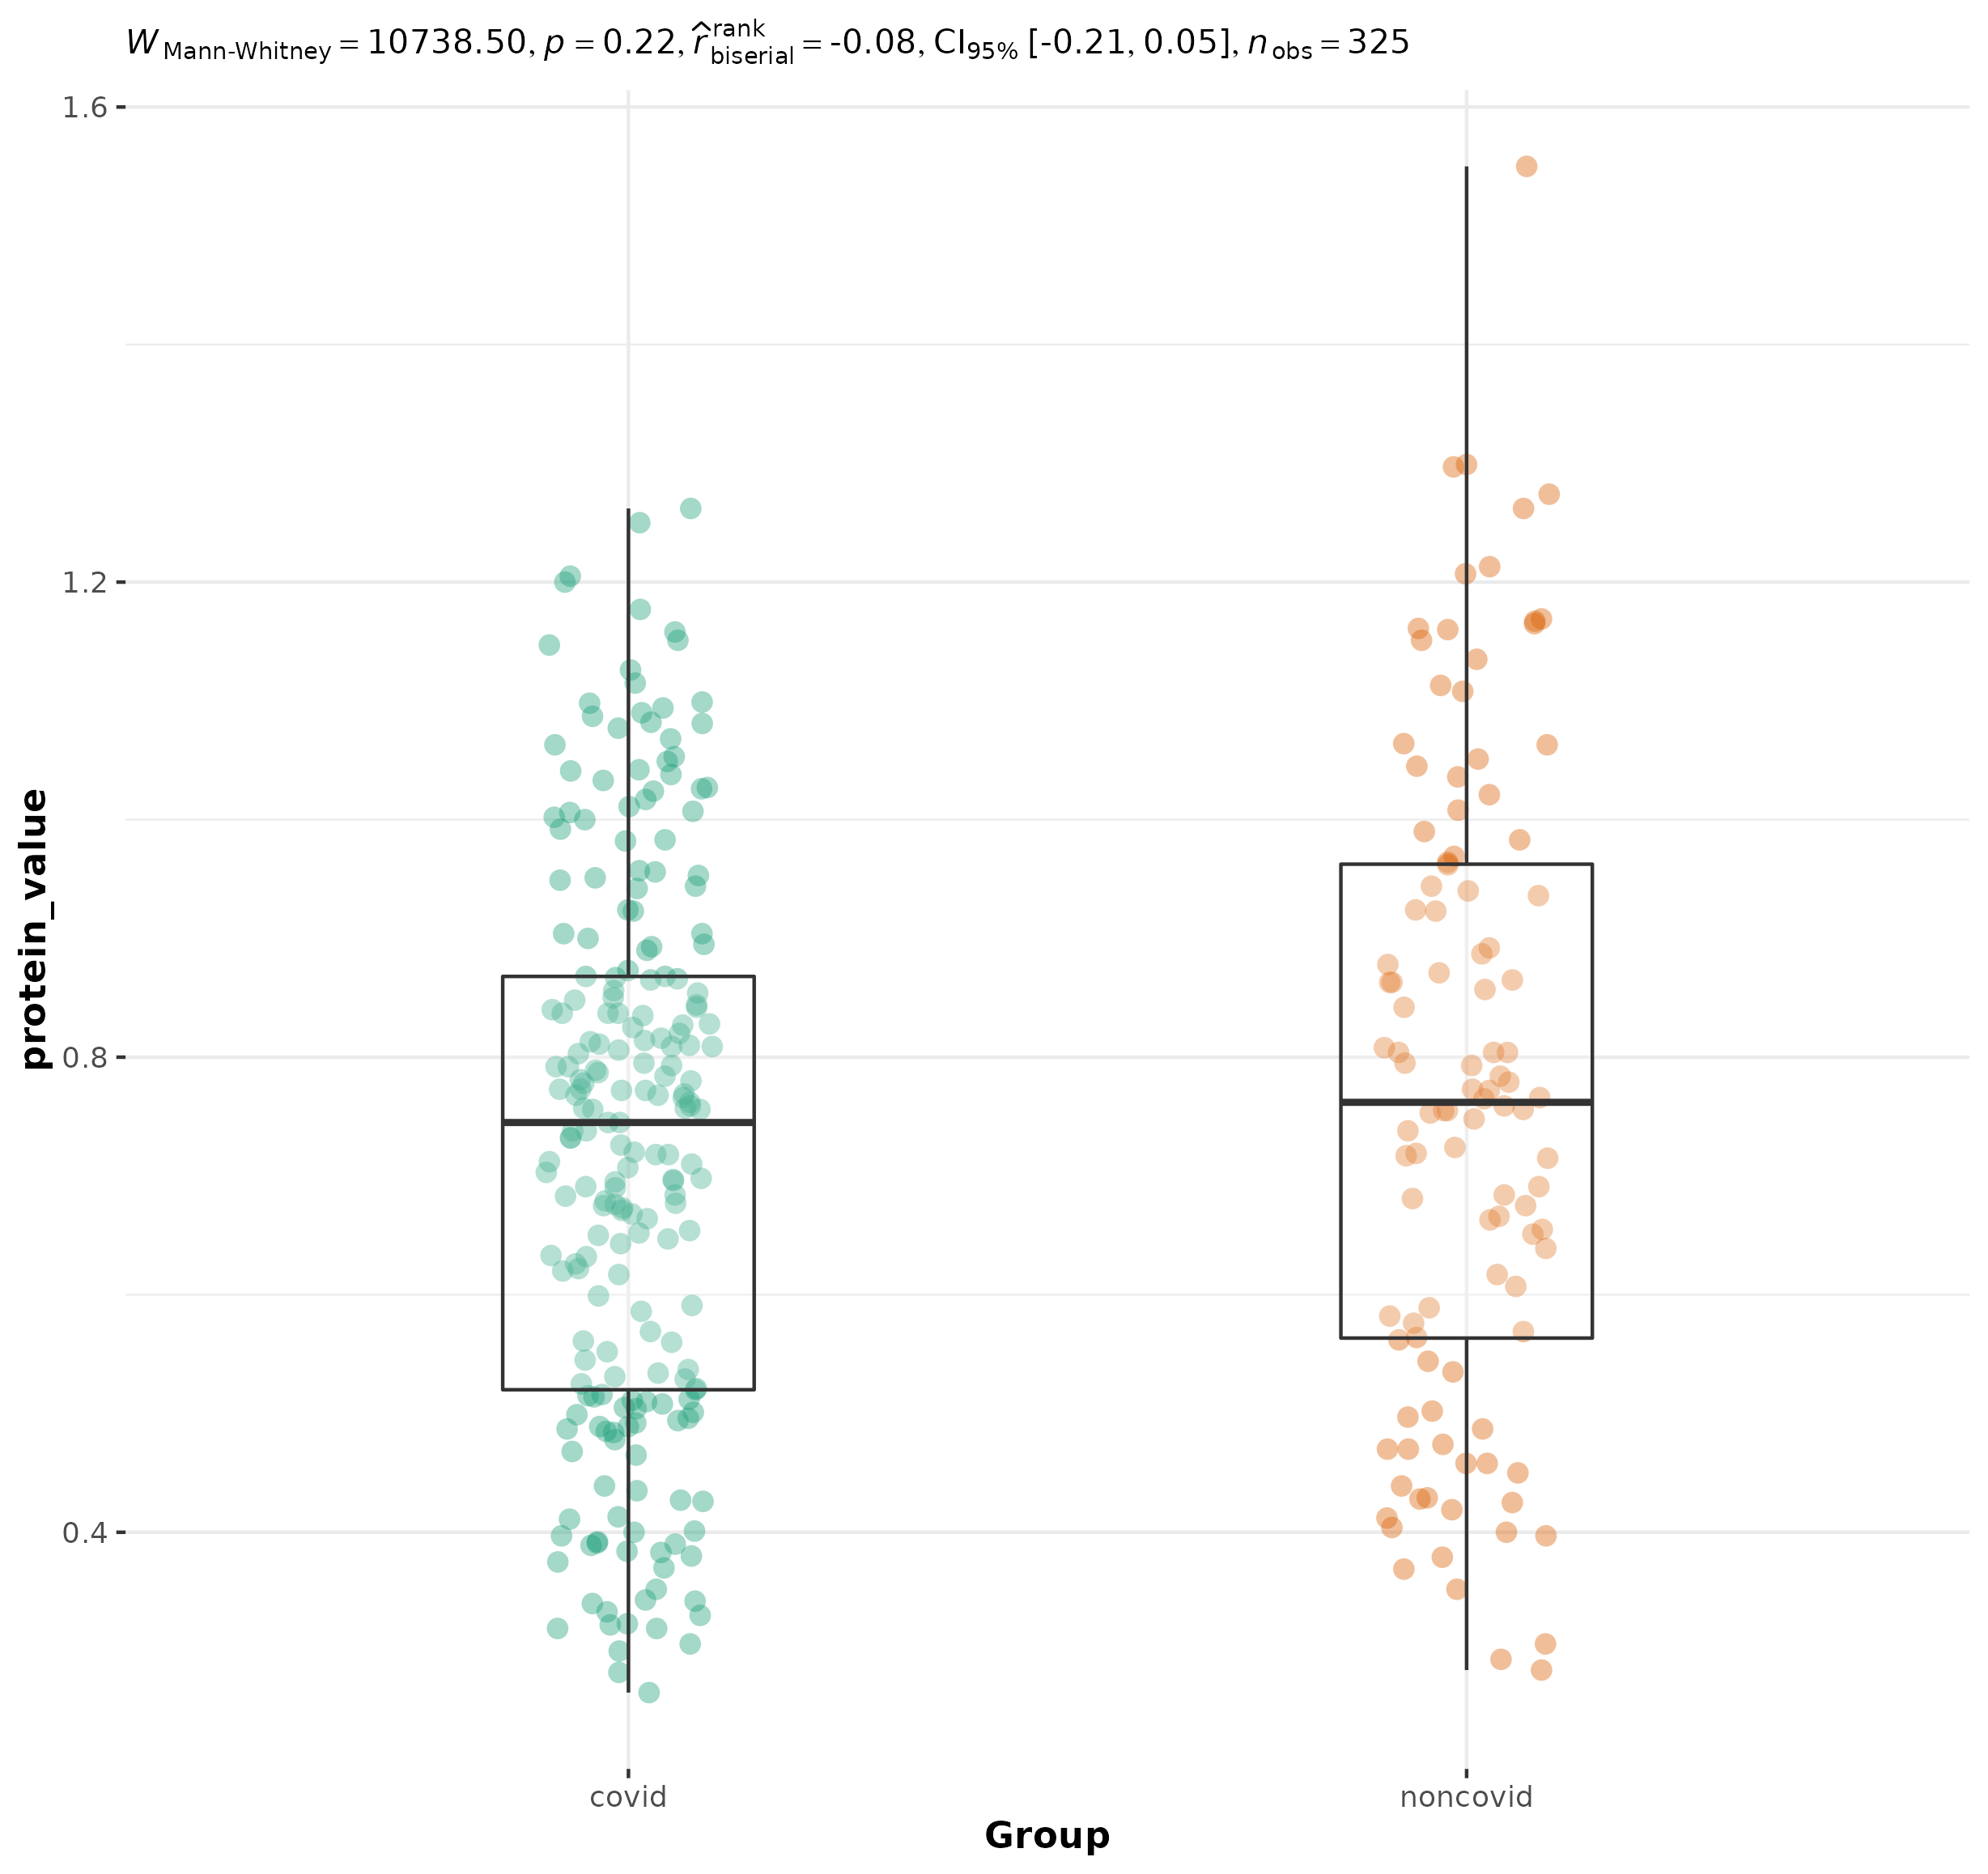 W Mann-Whitney = 10738.50, p = 0.22, r̂ rank biserial = -0.08, CI95% [-0.21, 0.05], n obs = 325
1.6
1.2
0.8
0.4
protein_value
covid noncovid
Group